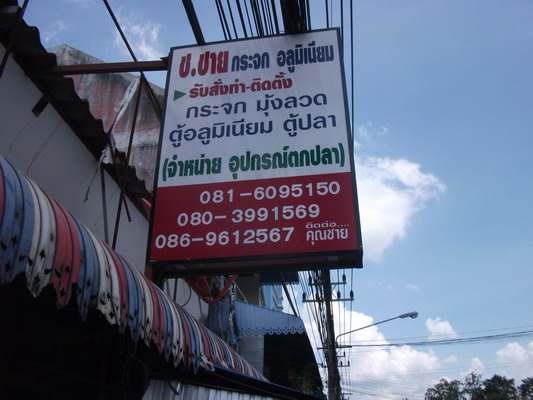 ป.ชาย กระจก อลูมิเนียม
รับสั่งทำ-ติดตั้ง
กระจก มุ้งลวด
ตู้อลูมิเนียม ตู้ปลา
(จำหน่าย อุปกรณ์ตกปลา)
081-6095150
080-3991569
ติดต่อ....
086-9612567 คุณชาย